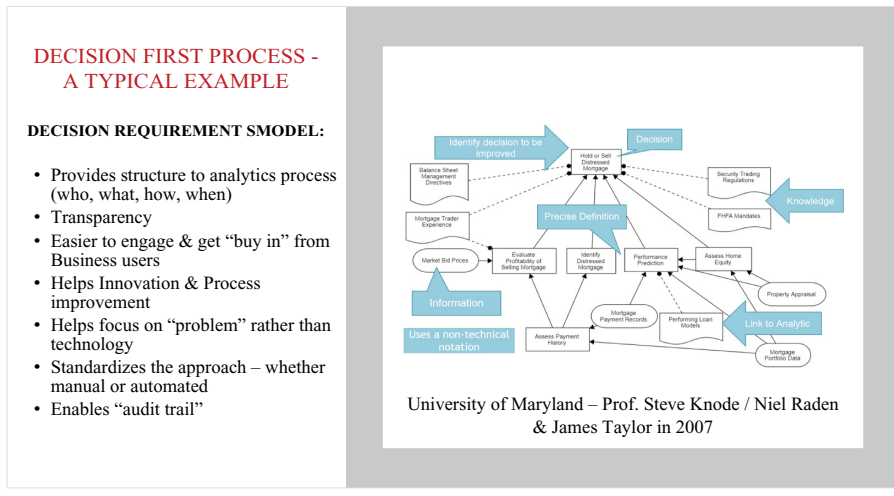 DECISION FIRST PROCESS -
A TYPICAL EXAMPLE
DECISION REQUIREMENT SMODEL:
• Provides structure to analytics process
(who, what, how, when)
• Transparency
• Easier to engage & get “buy in” from
Business users
• Helps Innovation & Process
improvement
• Helps focus on “problem” rather than
technology
• Standardizes the approach – whether
manual or automated
• Enables “audit trail”
Identify decision to be
improved
Decision
Hold or Sell
Distressed
Mortgage
Balance Sheet
Management
Directives
Security Trading
Regulations
Knowledge
Mortgage Trader
Experience
Precise Definition
FHFA Mandates
Market Bid Prices
Evaluate
Profitability of
Selling Mortgage
Identify
Distressed
Mortgage
Performance
Prediction
Assess Home
Equity
Information
Property Appraisal
Mortgage
Payment Records
Performing Loan
Models
Link to Analytic
Uses a non-technical
notation
Assess Payment
History
Mortgage
Portfolio Data
University of Maryland – Prof. Steve Knode / Niel Raden
& James Taylor in 2007